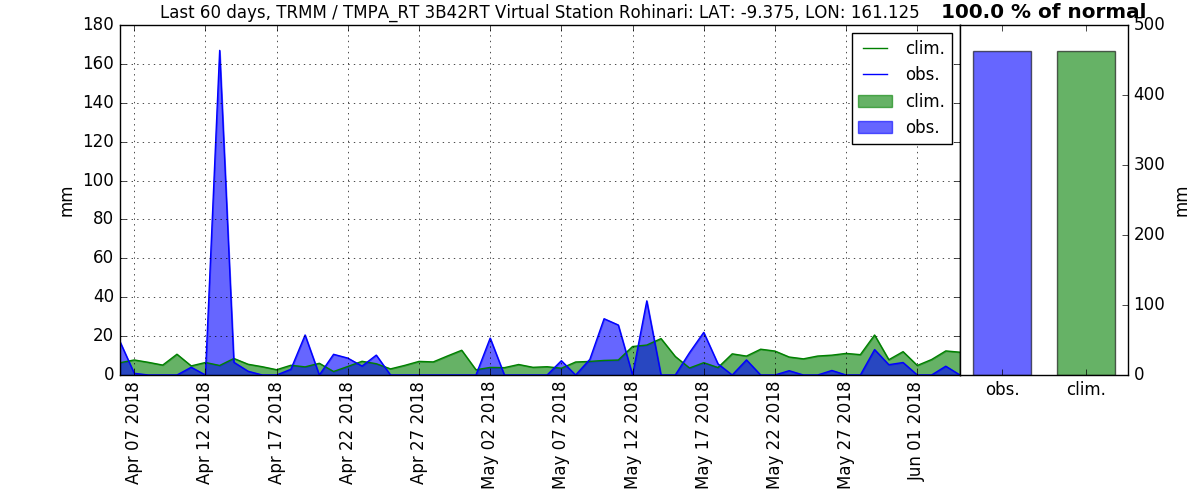 Last 60 days, TRMM / TMPA_RT 3B42RT Virtual Station Rohinari: LAT: -9.375, LON: 161.125
100.0 % of normal
180
160
140
120
100
80
60
40
20
0
mm
clim.
obs.
clim.
obs.
Apr 07 2018
Apr 12 2018
Apr 17 2018
Apr 22 2018
Apr 27 2018
May 02 2018
May 07 2018
May 12 2018
May 17 2018
May 22 2018
May 27 2018
Jun 01 2018
500
400
300
200
100
0
mm
obs.
clim.